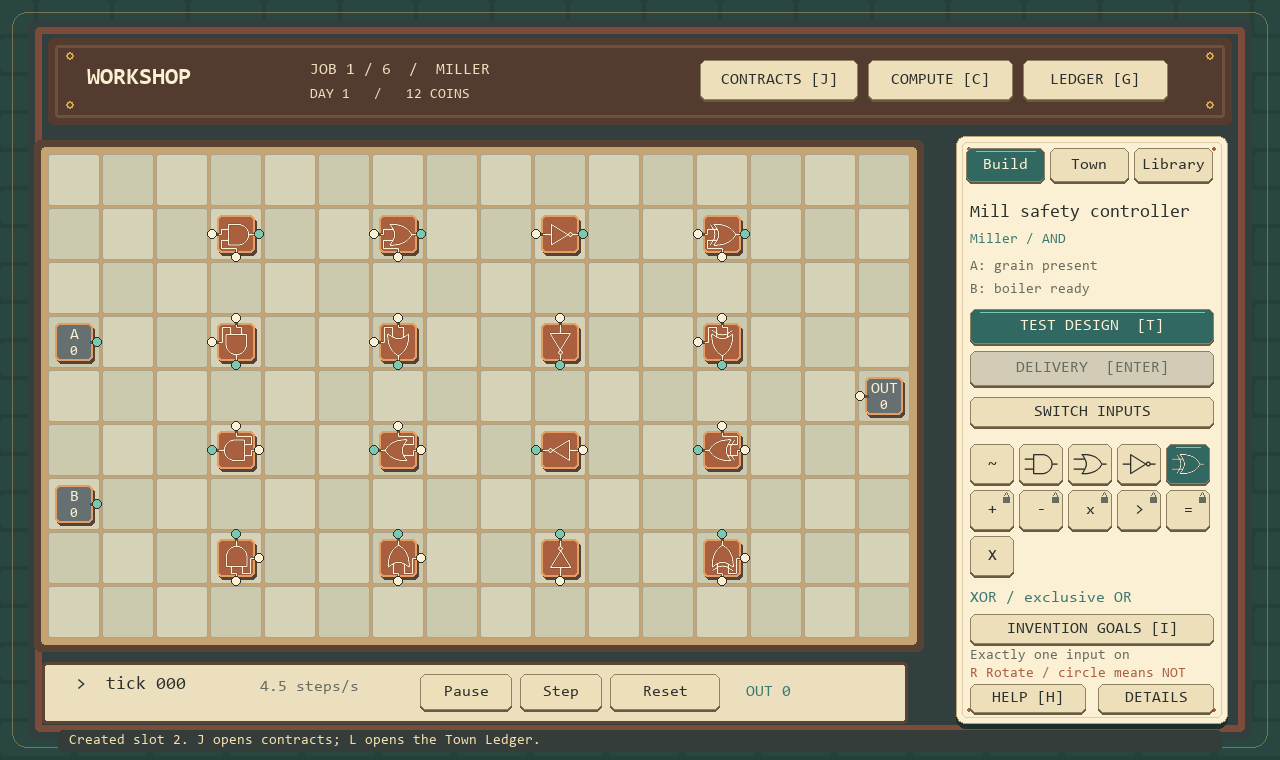 WORKSHOP
JOB 1 / 6  /  MILLER
DAY 1  /  12 COINS
CONTRACTS [J]
COMPUTE [C]
LEDGER [G]
Build
Town
Library
Mill safety controller
Miller / AND
A: grain present
B: boiler ready
TEST DESIGN  [T]
DELIVERY  [ENTER]
SWITCH INPUTS
~
+
-
x
>
=
X
XOR / exclusive OR
INVENTION GOALS [I]
Exactly one input on
R Rotate / circle means NOT
HELP [H]
DETAILS
A
0
B
0
OUT
0
>  tick 000
4.5 steps/s
Pause
Step
Reset
OUT 0
Created slot 2. J opens contracts; L opens the Town Ledger.